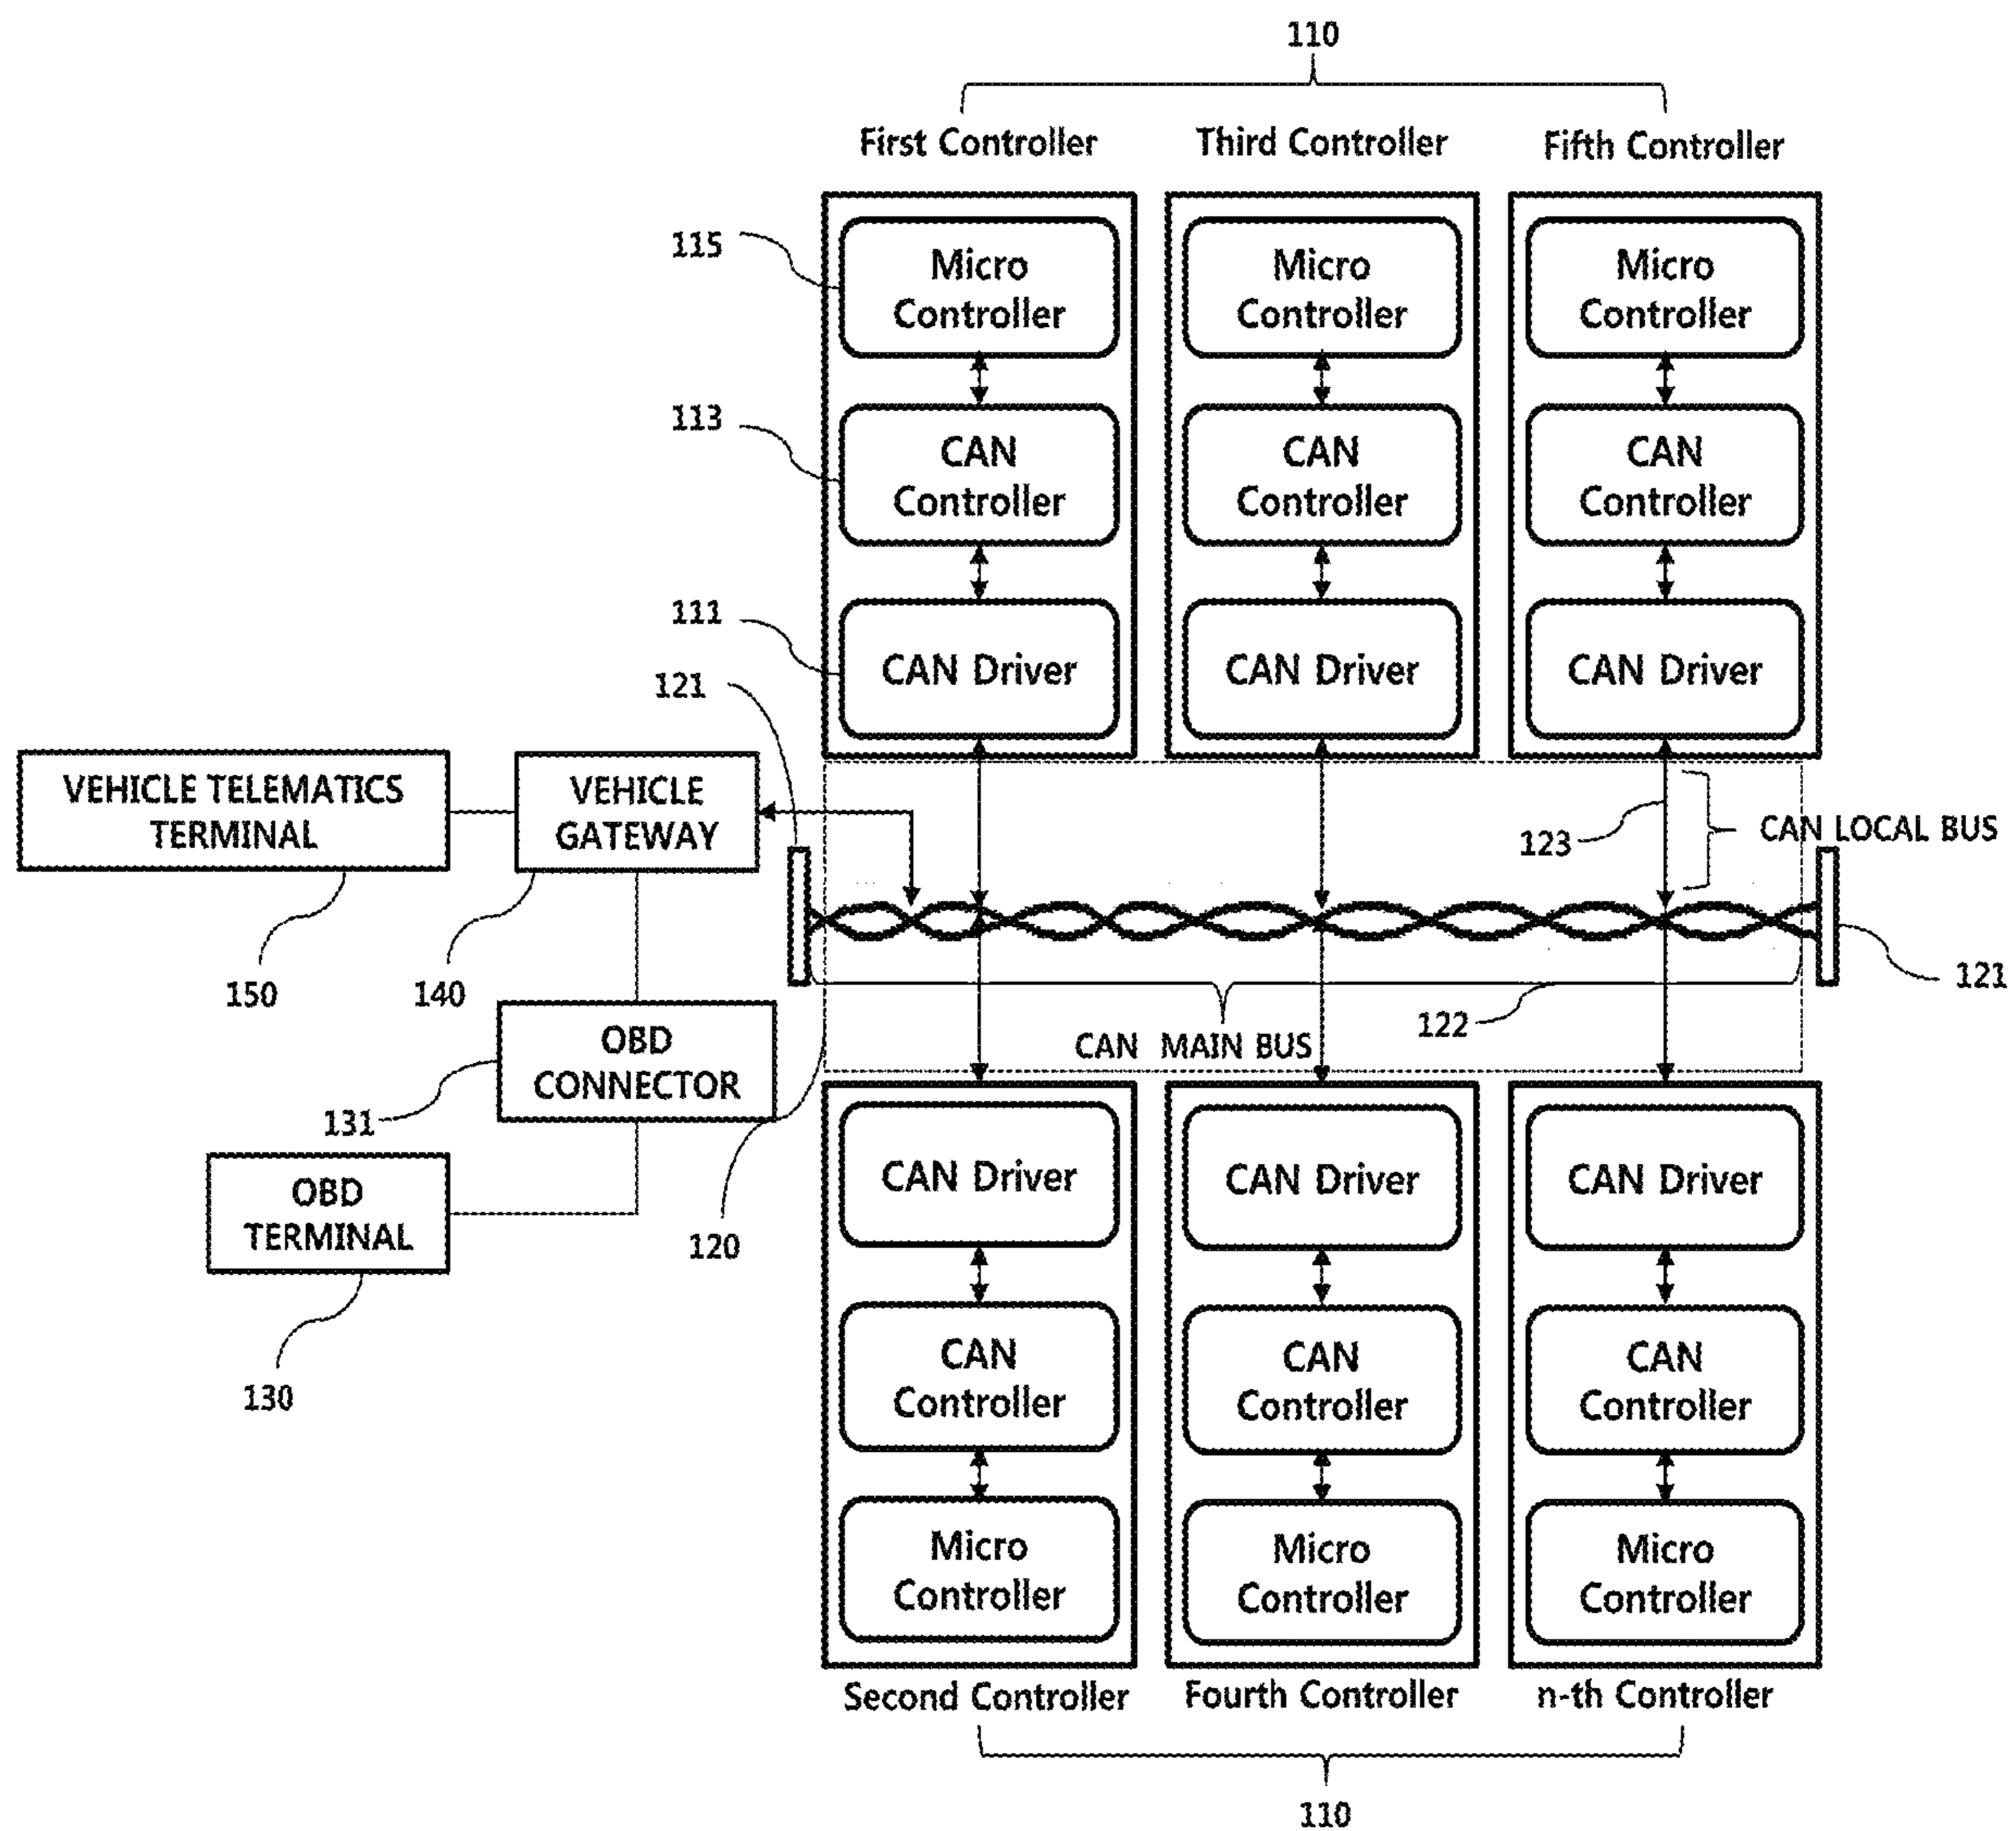 110
First Controller
Third Controller
Fifth Controller
115
Micro
Controller
Micro
Controller
Micro
Controller
113
CAN
Controller
CAN
Controller
CAN
Controller
111
CAN Driver
CAN Driver
CAN Driver
121
VEHICLE TELEMATICS
TERMINAL
VEHICLE
GATEWAY
123
CAN LOCAL BUS
150
140
121
122
CAN MAIN BUS
OBD
CONNECTOR
131
OBD
TERMINAL
120
130
CAN Driver
CAN Driver
CAN Driver
CAN
Controller
CAN
Controller
CAN
Controller
Micro
Controller
Micro
Controller
Micro
Controller
Second Controller
Fourth Controller
n-th Controller
110